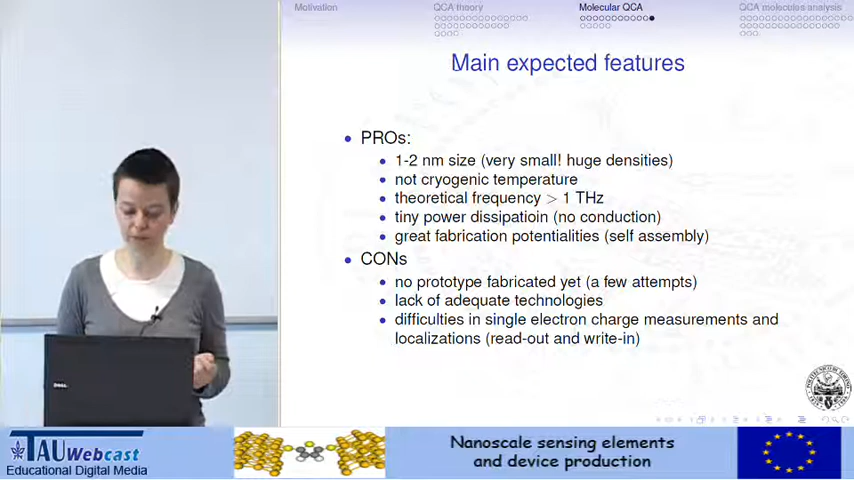 Motivation
QCA theory
Molecular QCA
QCA molecules analysis
Main expected features
PROs:
1-2 nm size (very small! huge densities)
not cryogenic temperature
theoretical frequency > 1 THz
tiny power dissipatioin (no conduction)
great fabrication potentialities (self assembly)
CONs
no prototype fabricated yet (a few attempts)
lack of adequate technologies
difficulties in single electron charge measurements and
localizations (read-out and write-in)
DELL
TAU Webcast
Educational Digital Media
Nanoscale sensing elements
and device production